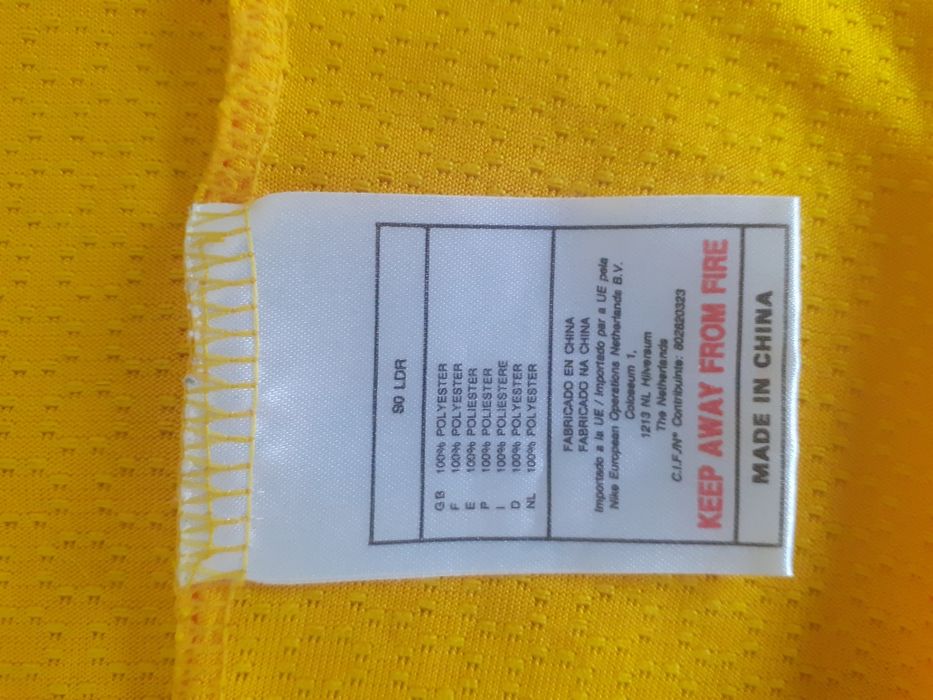 90 LDR
GB 100% POLYESTER
F 100% POLYESTER
E 100% POLIESTER
P 100% POLIESTER
I 100% POLIESTERE
D 100% POLYESTER
NL 100% POLYESTER
FABRICADO EN CHINA
FABRICADO NA CHINA
Importado a la UE / Importado par a UE pela
Nike European Operations Netherlands B.V.
Colosseum 1,
1213 NL Hilversum
The Netherlands
C.I.F./Nº Contribuinte: 802620323
KEEP AWAY FROM FIRE
MADE IN CHINA